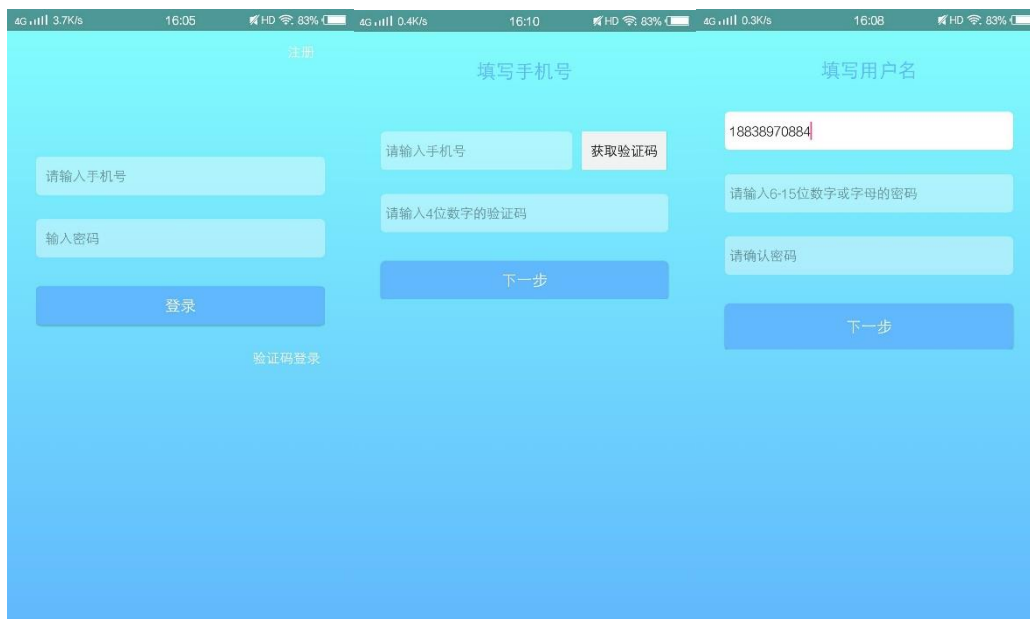 4G 3.7K/s 16:05 HD 83%
注册
请输入手机号
输入密码
登录
验证码登录
4G 0.4K/s 16:10 HD 83%
填写手机号
请输入手机号 获取验证码
请输入4位数字的验证码
下一步
4G 0.3K/s 16:08 HD 83%
填写用户名
18838970884
请输入6-15位数字或字母的密码
请确认密码
下一步